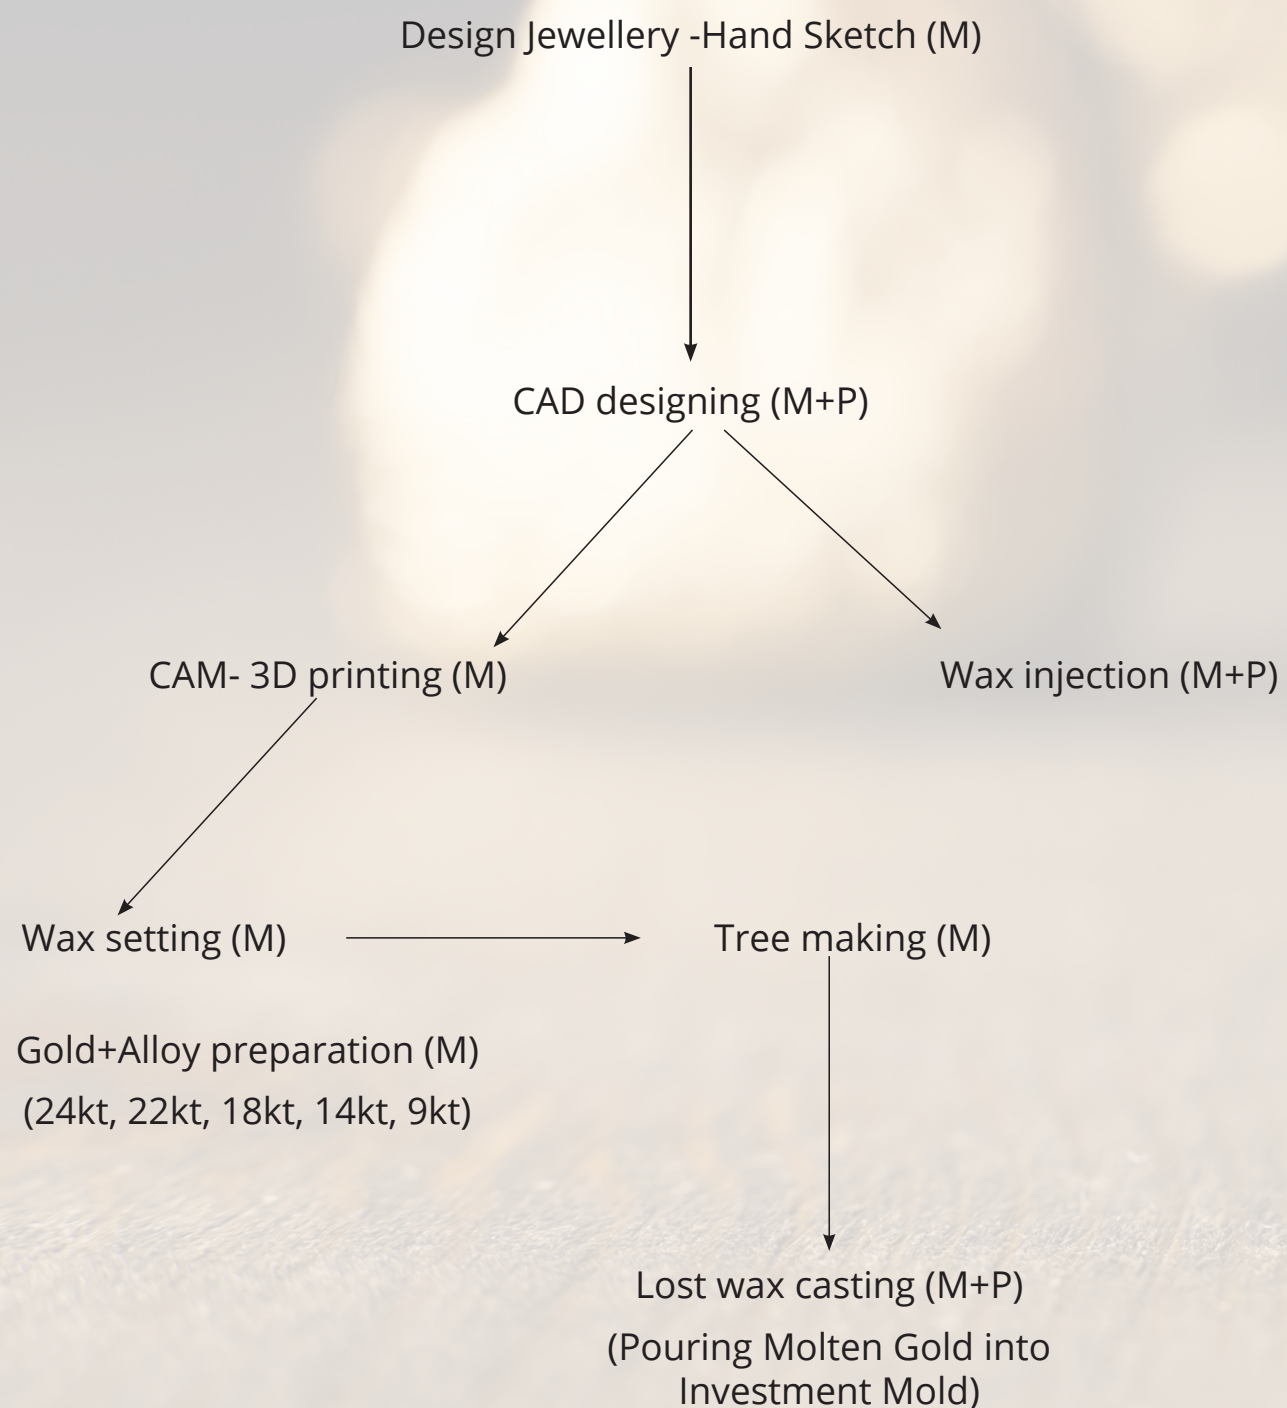 Design Jewellery -Hand Sketch (M)
CAD designing (M+P)
CAM- 3D printing (M)
Wax injection (M+P)
Wax setting (M)
Tree making (M)
Gold+Alloy preparation (M)
(24kt, 22kt, 18kt, 14kt, 9kt)
Lost wax casting (M+P)
(Pouring Molten Gold into
Investment Mold)